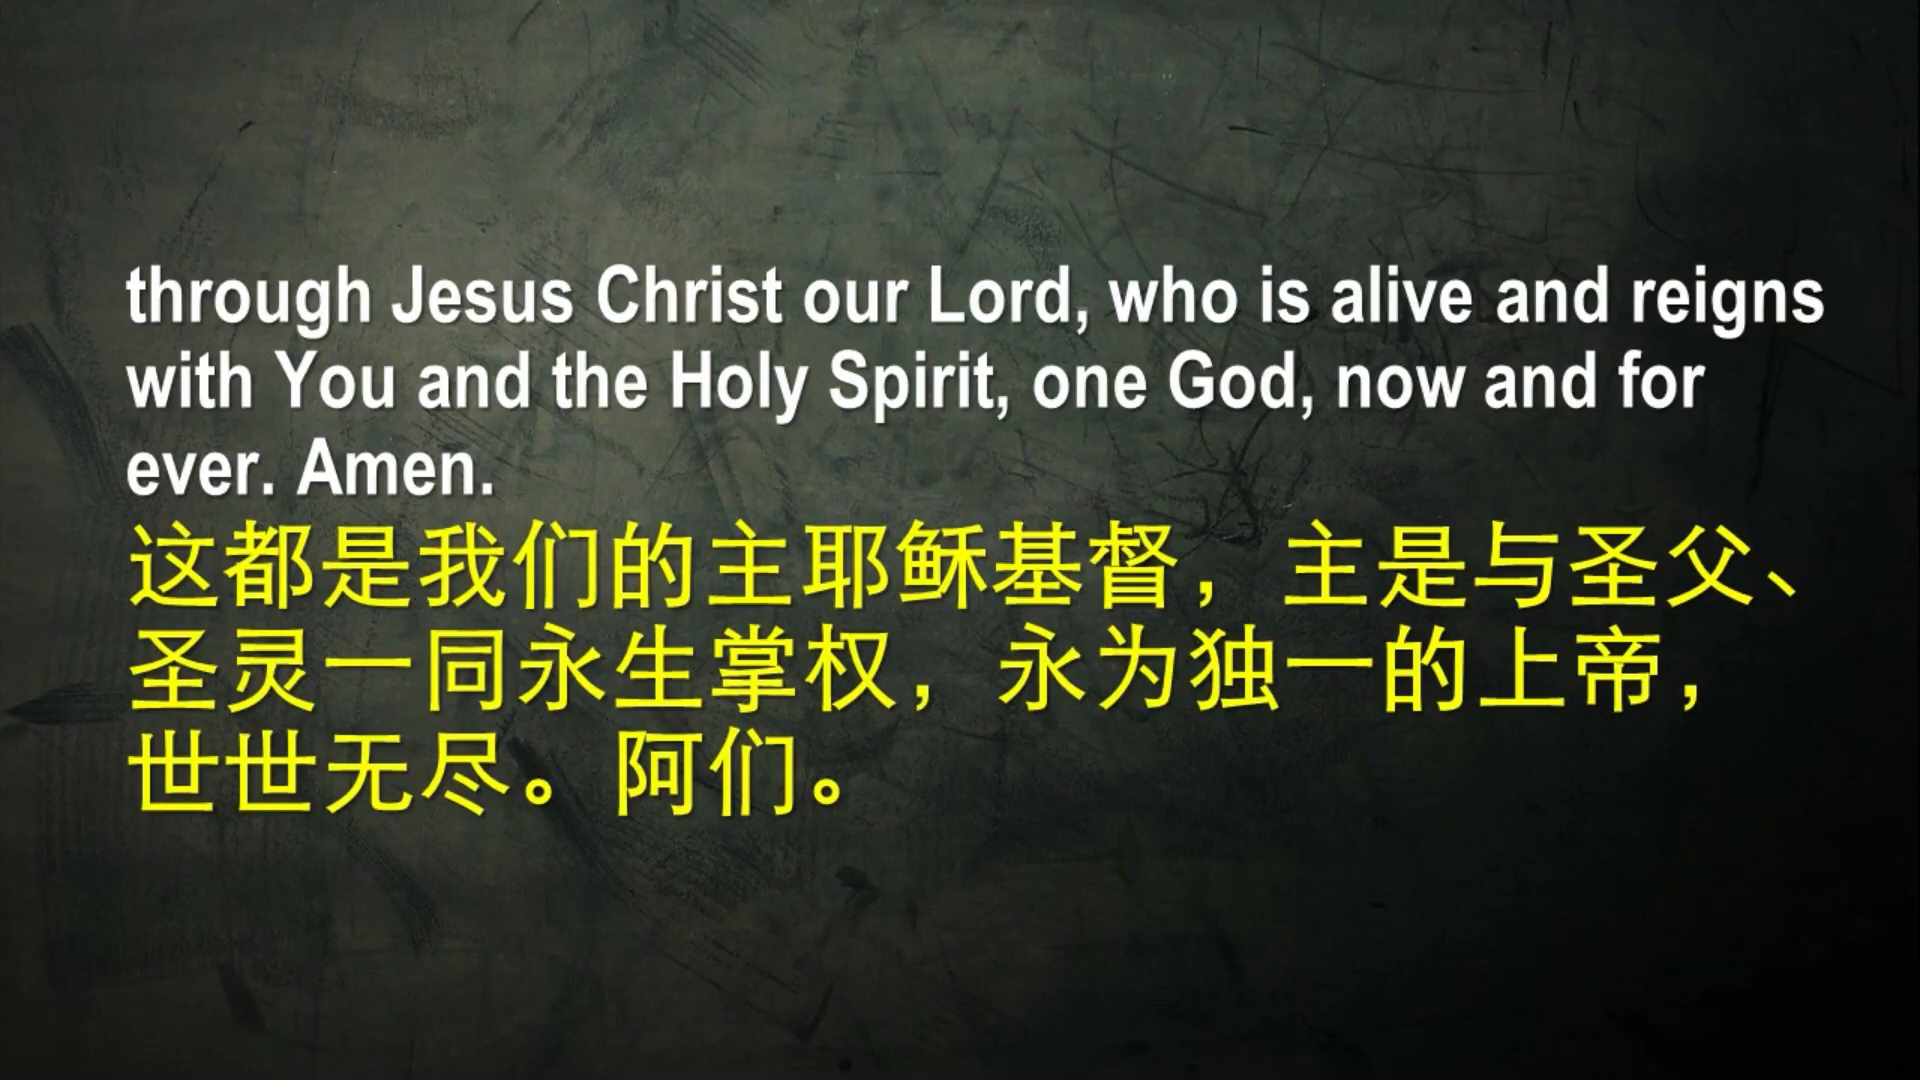 through Jesus Christ our Lord, who is alive and reigns
with You and the Holy Spirit, one God, now and for
ever. Amen.
这都是我们的主耶稣基督，主是与圣父、
圣灵一同永生掌权，永为独一的上帝，
世世无尽。阿们。